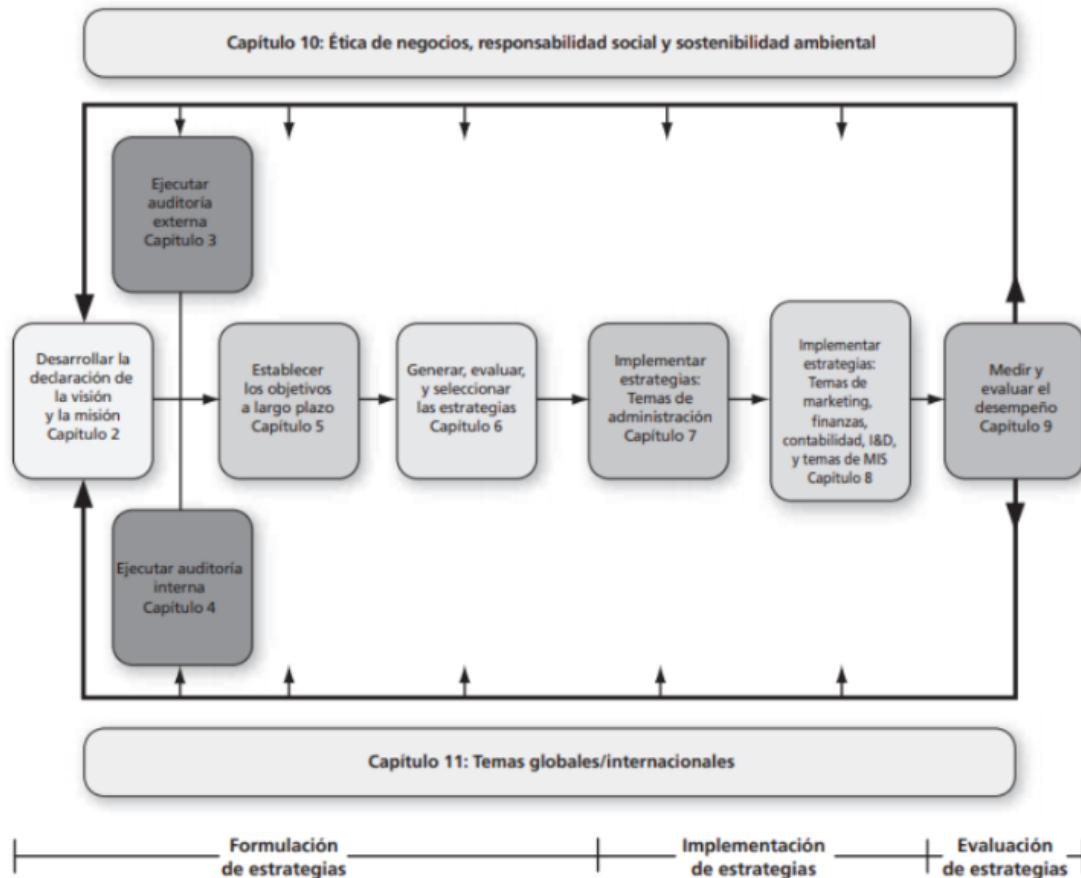 Capítulo 10: Ética de negocios, responsabilidad social y sostenibilidad ambiental
Ejecutar
auditoría
externa
Capítulo 3
Desarrollar la
declaración de
la visión
y la misión
Capítulo 2
Establecer
los objetivos
a largo plazo
Capítulo 5
Generar, evaluar,
y seleccionar
las estrategias
Capítulo 6
Implementar
estrategias:
Temas de
administración
Capítulo 7
Implementar
estrategias:
Temas de
marketing,
finanzas,
contabilidad, I&D,
y temas de MIS
Capítulo 8
Medir y
evaluar el
desempeño
Capítulo 9
Ejecutar auditoría
interna
Capítulo 4
Capítulo 11: Temas globales/internacionales
Formulación
de estrategias
Implementación
de estrategias
Evaluación
de estrategias